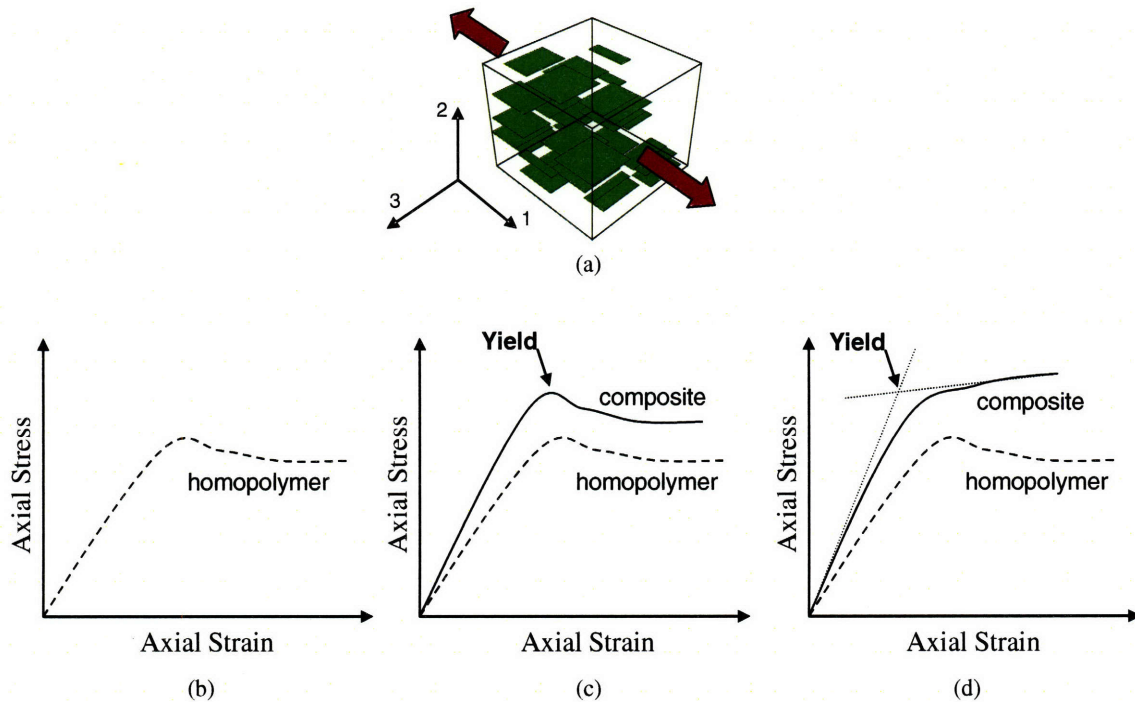 2
3
1
(a)
Axial Stress
homopolymer
Axial Strain
(b)
Yield
composite
homopolymer
Axial Stress
Axial Strain
(c)
Yield
composite
homopolymer
Axial Stress
Axial Strain
(d)